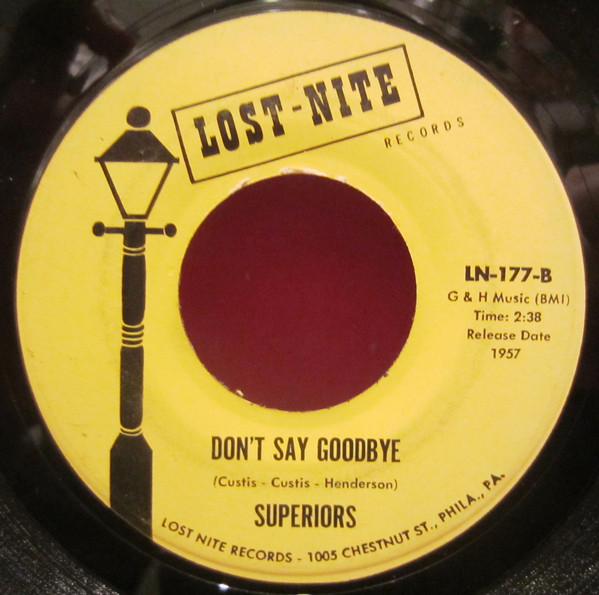 LOST-NITE
RECORDS
LN-177-B
G & H Music (BMI)
Time: 2:38
Release Date
1957
DON'T SAY GOODBYE
(Custis - Custis - Henderson)
SUPERIORS
LOST NITE RECORDS - 1005 CHESTNUT ST., PHILA., PA.